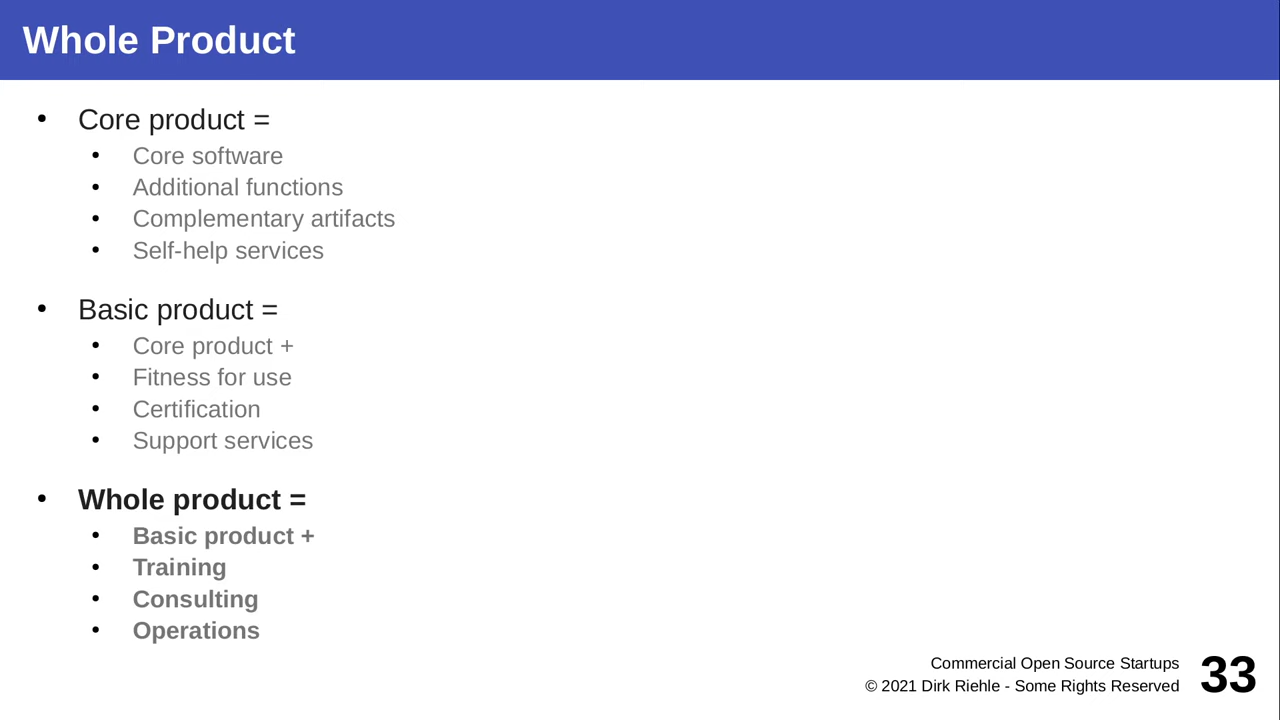 Whole Product
• Core product =
• Core software
• Additional functions
• Complementary artifacts
• Self-help services
• Basic product =
• Core product +
• Fitness for use
• Certification
• Support services
• Whole product =
• Basic product +
• Training
• Consulting
• Operations
Commercial Open Source Startups
© 2021 Dirk Riehle - Some Rights Reserved
33